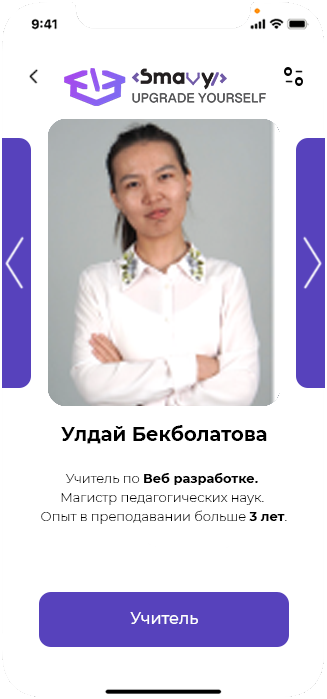 9:41
<Smavy/>
UPGRADE YOURSELF
Улдай Бекболатова
Учитель по Веб разработке.
Магистр педагогических наук.
Опыт в преподавании больше 3 лет.
Учитель